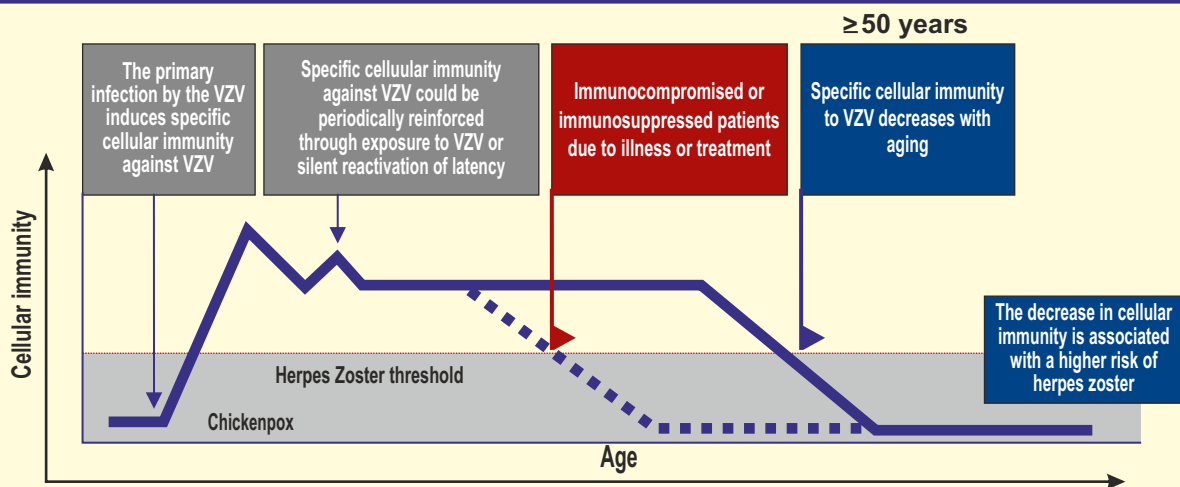 ≥50 years
The primary
infection by the VZV
induces specific
cellular immunity
against VZV
Specific celluular immunity
against VZV could be
periodically reinforced
through exposure to VZV or
silent reactivation of latency
Immunocompromised or
immunosuppressed patients
due to illness or treatment
Specific cellular immunity
to VZV decreases with
aging
Cellular immunity
The decrease in cellular
immunity is associated
with a higher risk of
herpes zoster
Herpes Zoster threshold
Chickenpox
Age